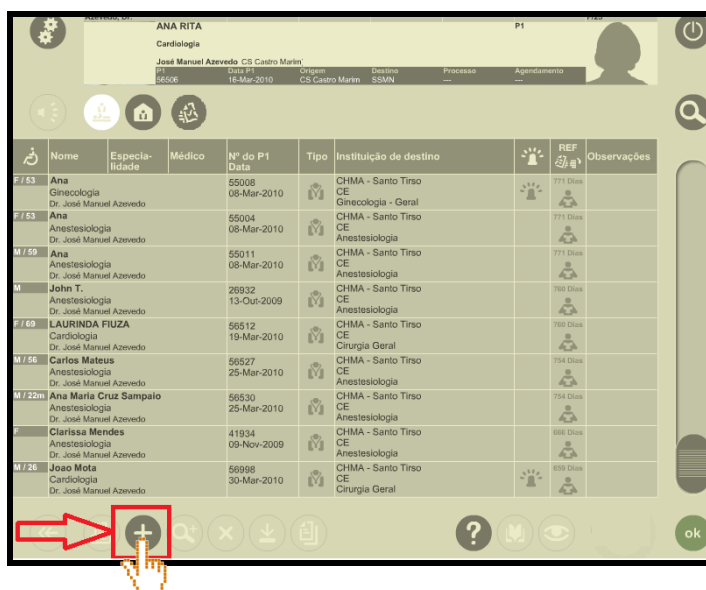 Azevedo, Dr.
F/25
ANA RITA
P1
Cardiologia
José Manuel Azevedo CS Castro Marim
P1 Data P1 Origem Destino Processo Agendamento
56506 16-Mar-2010 CS Castro Marim SSMN --- ---
Nome Especia-lidade Médico Nº do P1 Data Tipo Instituição de destino REF Observações
F / 53 Ana 55008 CHMA - Santo Tirso 771 Dias
Ginecologia 08-Mar-2010 CE
Dr. José Manuel Azevedo Ginecologia - Geral
F / 53 Ana 55004 CHMA - Santo Tirso 771 Dias
Anestesiologia 08-Mar-2010 CE
Dr. José Manuel Azevedo Anestesiologia
M / 59 Ana 55011 CHMA - Santo Tirso 771 Dias
Anestesiologia 08-Mar-2010 CE
Dr. José Manuel Azevedo Anestesiologia
M John T. 26932 CHMA - Santo Tirso 760 Dias
Anestesiologia 13-Out-2009 CE
Dr. José Manuel Azevedo Anestesiologia
F / 69 LAURINDA FIUZA 56512 CHMA - Santo Tirso 760 Dias
Cardiologia 19-Mar-2010 CE
Dr. José Manuel Azevedo Cirurgia Geral
M / 56 Carlos Mateus 56527 CHMA - Santo Tirso 754 Dias
Anestesiologia 25-Mar-2010 CE
Dr. José Manuel Azevedo Anestesiologia
M / 22m Ana Maria Cruz Sampaio 56530 CHMA - Santo Tirso 754 Dias
Anestesiologia 25-Mar-2010 CE
Dr. José Manuel Azevedo Anestesiologia
F Clarissa Mendes 41934 CHMA - Santo Tirso Dias
Anestesiologia 09-Nov-2009 CE
Dr. José Manuel Azevedo Anestesiologia
M / 26 Joao Mota 56998 CHMA - Santo Tirso Dias
Cardiologia 30-Mar-2010 CE
Dr. José Manuel Azevedo Cirurgia Geral
ok